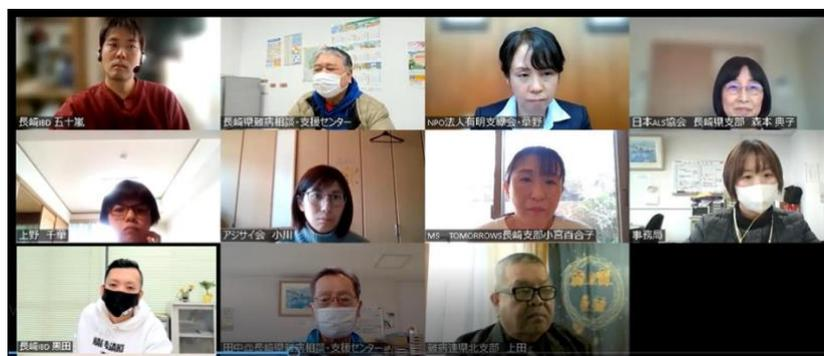 長崎IBD 五十嵐
長崎県難病相談・支援センター
NPO法人有明支縁会・草野
日本ALS協会 長崎県支部 森本 典子
上野 千里
アジサイ会 小川
MS TOMORROWS長崎支部小宮百合子
事務局
長崎IBD 黒田
田中@長崎県難病相談・支援センター
難病連県北支部 上田